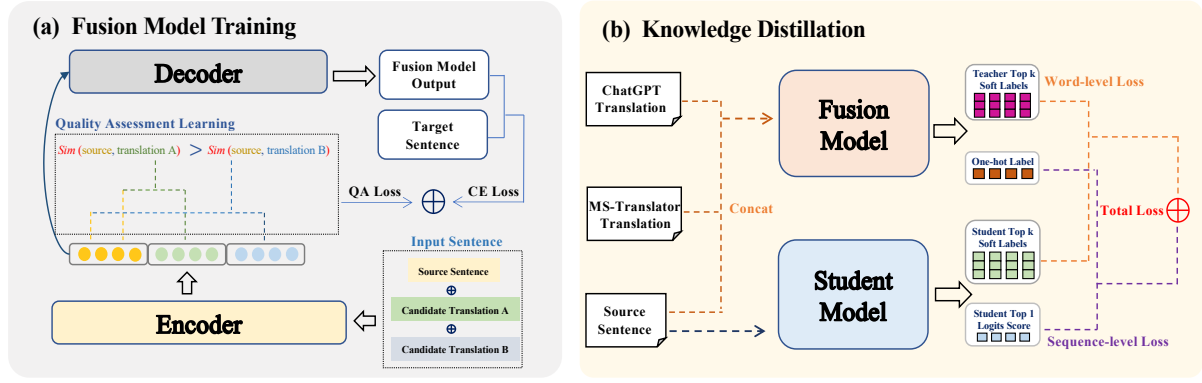 (a) Fusion Model Training
Decoder
Fusion Model
Output
Target
Sentence
Quality Assessment Learning
Sim (source, translation A) > Sim (source, translation B)
QA Loss
CE Loss
Input Sentence
Source Sentence
⊕
Candidate Translation A
⊕
Candidate Translation B
Encoder
(b) Knowledge Distillation
ChatGPT
Translation
MS-Translator
Translation
Source
Sentence
Concat
Fusion
Model
Student
Model
Teacher Top k
Soft Labels
One-hot Label
Student Top k
Soft Labels
Student Top 1
Logits Score
Word-level Loss
Total Loss
Sequence-level Loss